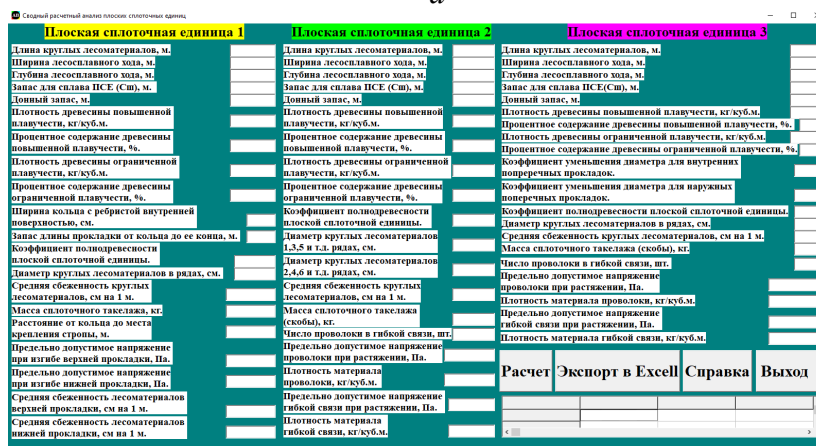 а
Сводный расчетный анализ плоских сплоточных единиц
Плоская сплоточная единица 1
Длина круглых лесоматериалов, м.
Ширина лесосплавного хода, м.
Глубина лесосплавного хода, м.
Запас для сплава ПСЕ (Сш), м.
Донный запас, м.
Плотность древесины повышенной
плавучести, кг/куб.м.
Процентное содержание древесины
повышенной плавучести, %.
Плотность древесины ограниченной
плавучести, кг/куб.м.
Процентное содержание древесины
ограниченной плавучести, %.
Ширина кольца с ребристой внутренней
поверхностью, см.
Запас длины прокладки от кольца до ее конца, м.
Коэффициент полнодревесности
плоской сплоточной единицы.
Диаметр круглых лесоматериалов в рядах, см.
Средняя сбежистость круглых
лесоматериалов, см на 1 м.
Масса сплоточного такелажа, кг.
Расстояние от кольца до места
крепления стропы, м.
Предельно допустимое напряжение
при изгибе верхней прокладки, Па.
Предельно допустимое напряжение
при изгибе нижней прокладки, Па.
Средняя сбежистость лесоматериалов
верхней прокладки, см на 1 м.
Средняя сбежистость лесоматериалов
нижней прокладки, см на 1 м.
Плоская сплоточная единица 2
Длина круглых лесоматериалов, м.
Ширина лесосплавного хода, м.
Глубина лесосплавного хода, м.
Запас для сплава ПСЕ (Сш), м.
Донный запас, м.
Плотность древесины повышенной
плавучести, кг/куб.м.
Процентное содержание древесины
повышенной плавучести, %.
Плотность древесины ограниченной
плавучести, кг/куб.м.
Процентное содержание древесины
ограниченной плавучести, %.
Коэффициент полнодревесности
плоской сплоточной единицы.
Диаметр круглых лесоматериалов
1,3,5 и т.д. рядах, см.
Диаметр круглых лесоматериалов
2,4,6 и т.д. рядах, см.
Средняя сбежистость круглых
лесоматериалов, см на 1 м.
Масса сплоточного такелажа
(скобы), кг.
Число проволоки в гибкой связи, шт.
Предельно допустимое напряжение
проволоки при растяжении, Па.
Плотность материала
проволоки, кг/куб.м.
Предельно допустимое напряжение
гибкой связи при растяжении, Па.
Плотность материала
гибкой связи, кг/куб.м.
Плоская сплоточная единица 3
Длина круглых лесоматериалов, м.
Ширина лесосплавного хода, м.
Глубина лесосплавного хода, м.
Запас для сплава ПСЕ(Сш), м.
Донный запас, м.
Плотность древесины повышенной плавучести, кг/куб.м.
Процентное содержание древесины повышенной плавучести, %.
Плотность древесины ограниченной плавучести, кг/куб.м.
Процентное содержание древесины ограниченной плавучести, %.
Коэффициент уменьшения диаметра для внутренних
попречных прокладок.
Коэффициент уменьшения диаметра для наружных
поперечных прокладок.
Коэффициент полнодревесности плоской сплоточной единицы.
Диаметр круглых лесоматериалов в рядах, см.
Средняя сбежистость круглых лесоматериалов, см на 1 м.
Масса сплоточного такелажа (скобы), кг.
Число проволоки в гибкой связи, шт.
Предельно допустимое напряжение
проволоки при растяжении, Па.
Плотность материала проволоки, кг/куб.м.
Предельно допустимое напряжение
гибкой связи при растяжении, Па.
Плотность материала гибкой связи, кг/куб.м.
Расчет Экспорт в Excell Справка Выход